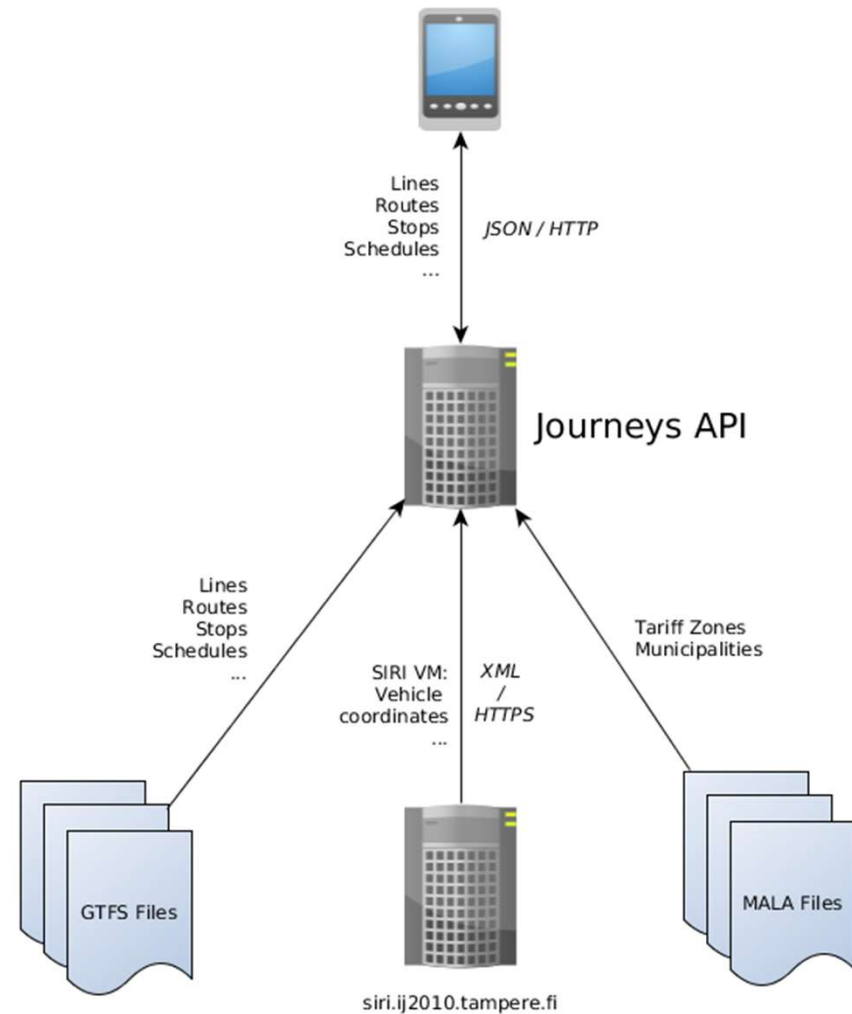 Lines
Routes
Stops
Schedules
...
JSON / HTTP
Journeys API
Lines
Routes
Stops
Schedules
...
SIRI VM:
Vehicle
coordinates
...
XML
/
HTTPS
Tariff Zones
Municipalities
GTFS Files
MALA Files
siri.ij2010.tampere.fi